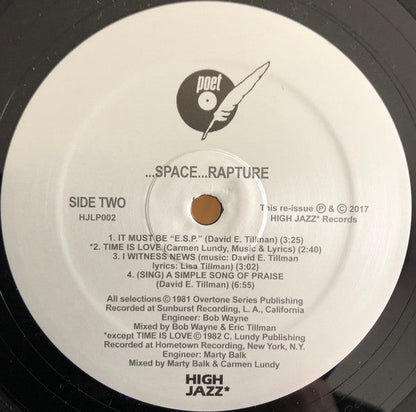 poet
...SPACE...RAPTURE
SIDE TWO
HJLP002
This re-issue Ⓟ & © 2017
HIGH JAZZ* Records
1. IT MUST BE "E.S.P." (David E. Tillman) (3:25)
*2. TIME IS LOVE (Carmen Lundy, Music & Lyrics) (2:40)
3. I WITNESS NEWS (music: David E. Tillman
lyrics: Lisa Tillman) (3:02)
4. (SING) A SIMPLE SONG OF PRAISE
(David E. Tillman) (6:55)
All selections © 1981 Overtone Series Publishing
Recorded at Sunburst Recording, L. A., California
Engineer: Bob Wayne
Mixed by Bob Wayne & Eric Tillman
*except TIME IS LOVE © 1982 C. Lundy Publishing
Recorded at Hometown Recording, New York, N.Y.
Engineer: Marty Balk
Mixed by Marty Balk & Carmen Lundy
HIGH
JAZZ*